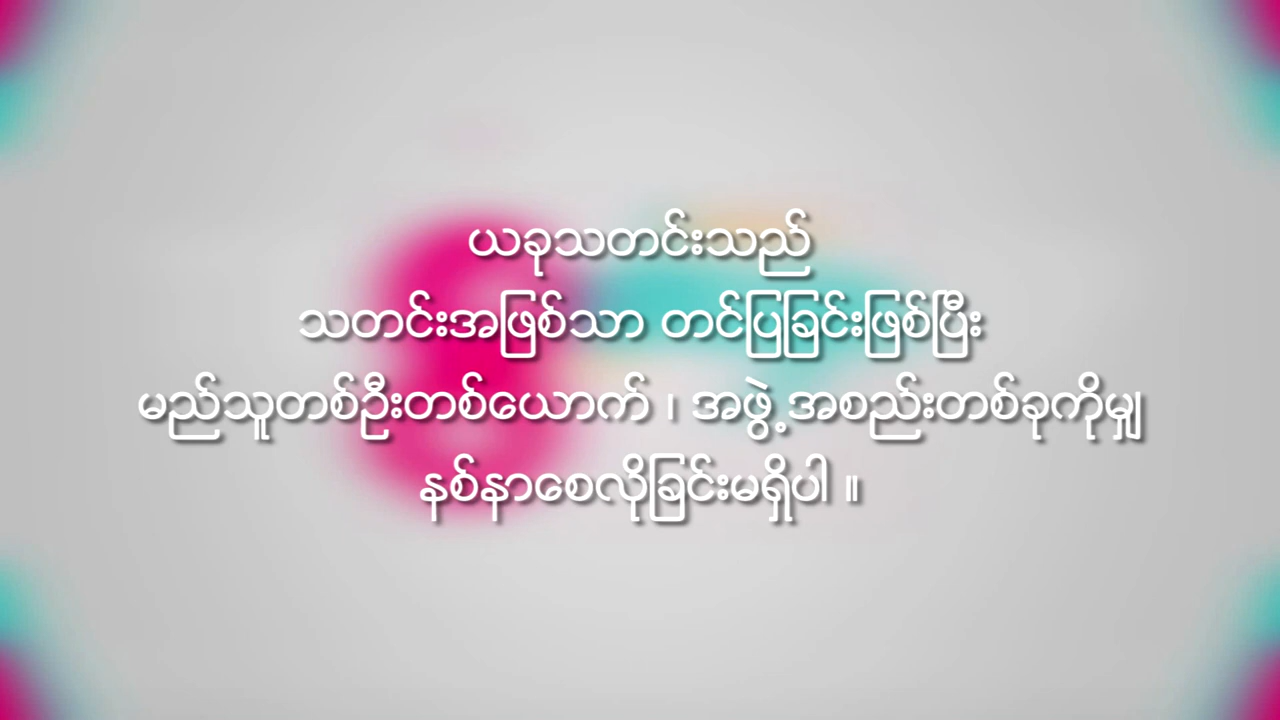 ယခုသတင်းသည်
သတင်းအဖြစ်သာ တင်ပြခြင်းဖြစ်ပြီး
မည်သူတစ်ဦးတစ်ယောက် ၊ အဖွဲ့အစည်းတစ်ခုကိုမျှ
နစ်နာစေလိုခြင်းမရှိပါ ။